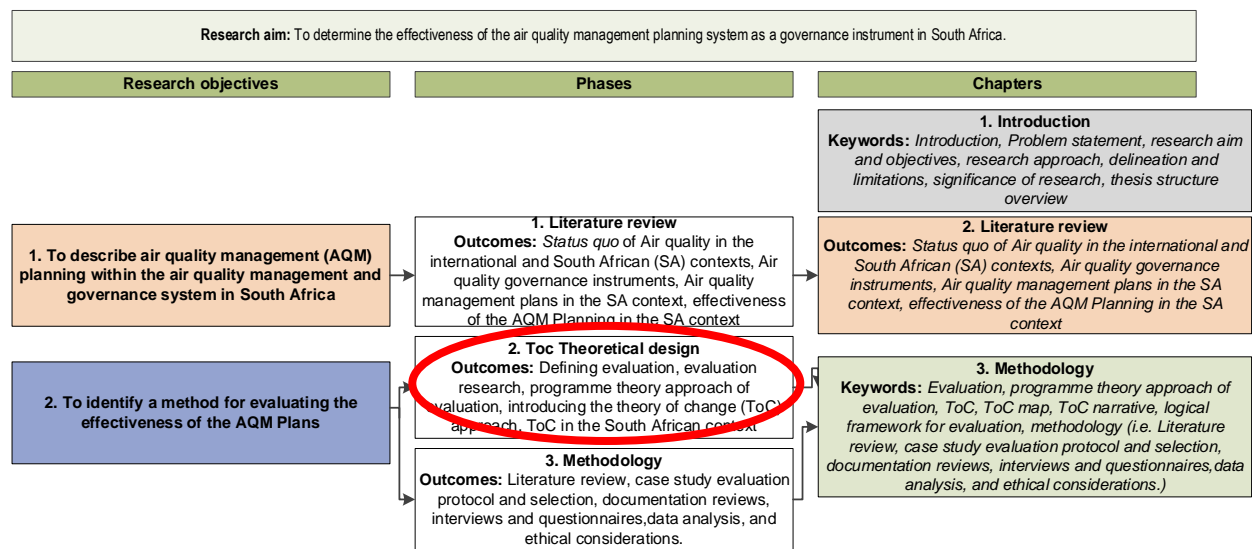 Research aim: To determine the effectiveness of the air quality management planning system as a governance instrument in South Africa.
Research objectives
Phases
Chapters
1. Introduction
Keywords: Introduction, Problem statement, research aim
and objectives, research approach, delineation and
limitations, significance of research, thesis structure
overview
1. To describe air quality management (AQM)
planning within the air quality management and
governance system in South Africa
1. Literature review
Outcomes: Status quo of Air quality in the
international and South African (SA) contexts, Air
quality governance instruments, Air quality
management plans in the SA context, effectiveness
of the AQM Planning in the SA context
2. Literature review
Outcomes: Status quo of Air quality in the international and
South African (SA) contexts, Air quality governance
instruments, Air quality management plans in the SA
context, effectiveness of the AQM Planning in the SA
context
2. To identify a method for evaluating the
effectiveness of the AQM Plans
2. Toc Theoretical design
Outcomes: Defining evaluation, evaluation
research, programme theory approach of
evaluation, introducing the theory of change (ToC)
approach, ToC in the South African context
3. Methodology
Outcomes: Literature review, case study evaluation
protocol and selection, documentation reviews,
interviews and questionnaires,data analysis, and
ethical considerations.
3. Methodology
Keywords: Evaluation, programme theory approach of
evaluation, ToC, ToC map, ToC narrative, logical
framework for evaluation, methodology (i.e. Literature
review, case study evaluation protocol and selection,
documentation reviews, interviews and questionnaires,data
analysis, and ethical considerations.)